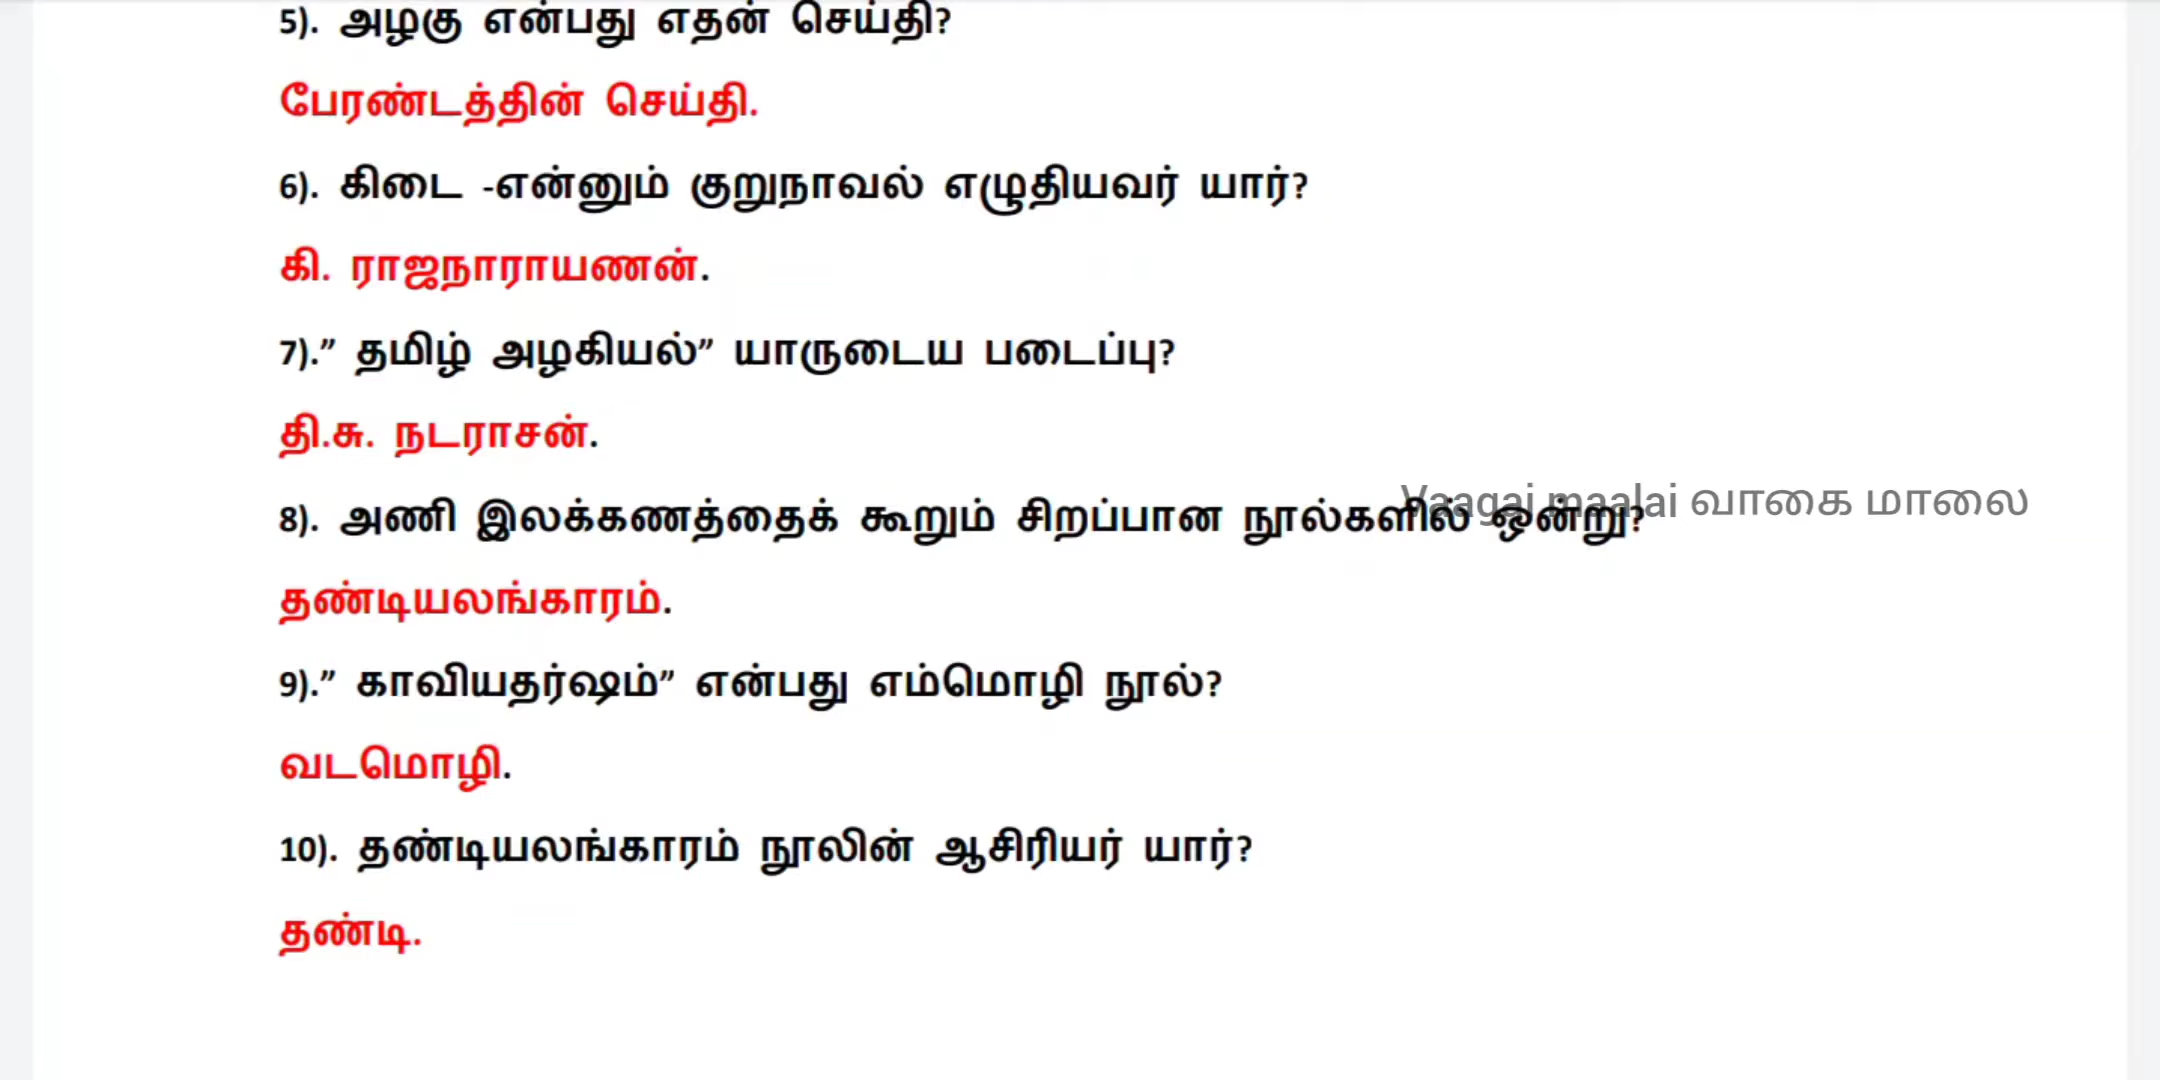 5). அழகு என்பது எதன் செய்தி?
பேரண்டத்தின் செய்தி.
6). கிடை -என்னும் குறுநாவல் எழுதியவர் யார்?
கி. ராஜநாராயணன்.
7).” தமிழ் அழகியல்” யாருடைய படைப்பு?
தி.சு. நடராசன்.
Vaagai maalai வாகை மாலை
8). அணி இலக்கணத்தைக் கூறும் சிறப்பான நூல்களில் ஒன்று?
தண்டியலங்காரம்.
9).” காவியதர்ஷம்” என்பது எம்மொழி நூல்?
வடமொழி.
10). தண்டியலங்காரம் நூலின் ஆசிரியர் யார்?
தண்டி.